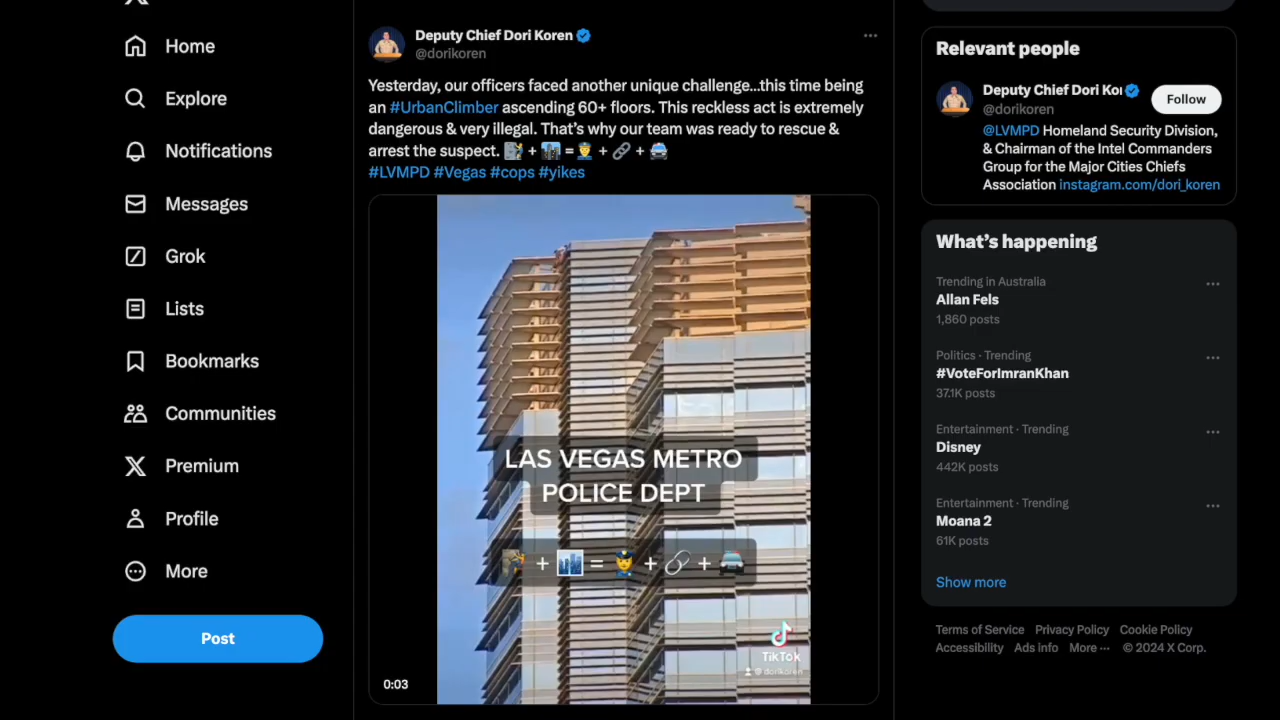 Home
Explore
Notifications
Messages
Grok
Lists
Bookmarks
Communities
Premium
Profile
More
Post
Deputy Chief Dori Koren
@dorikoren
Yesterday, our officers faced another unique challenge...this time being
an #UrbanClimber ascending 60+ floors. This reckless act is extremely
dangerous & very illegal. That's why our team was ready to rescue &
arrest the suspect. 🧗 + 🏙️ = 👮 + 🔗 + 🚔
#LVMPD #Vegas #cops #yikes
LAS VEGAS METRO
POLICE DEPT
🧗 + 🏙️ = 👮 + 🔗 + 🚔
TikTok
@dorikoren
0:03
Relevant people
Deputy Chief Dori Kor
@dorikoren
Follow
@LVMPD Homeland Security Division,
& Chairman of the Intel Commanders
Group for the Major Cities Chiefs
Association instagram.com/dori_koren
What's happening
Trending in Australia
Allan Fels
1,860 posts
Politics · Trending
#VoteForImranKhan
37.1K posts
Entertainment · Trending
Disney
442K posts
Entertainment · Trending
Moana 2
61K posts
Show more
Terms of Service Privacy Policy Cookie Policy
Accessibility Ads info More ··· © 2024 X Corp.